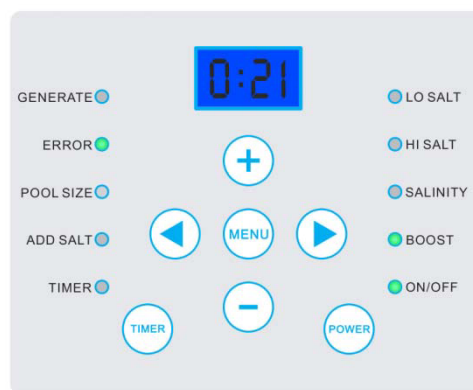 0:21
GENERATE
LO SALT
ERROR
+
HI SALT
POOL SIZE
SALINITY
ADD SALT
MENU
BOOST
TIMER
−
ON/OFF
TIMER
POWER